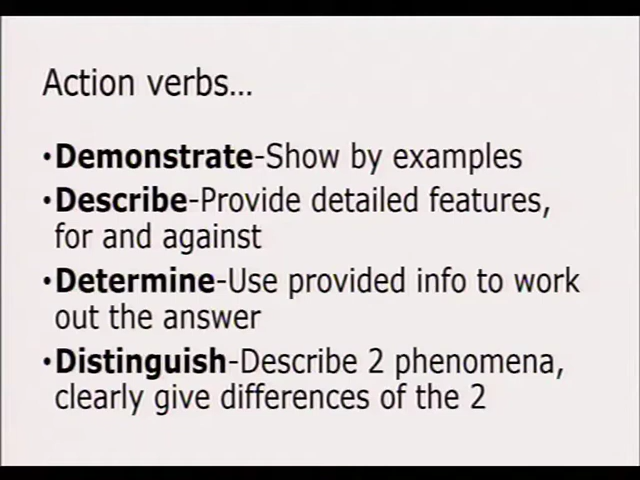 Action verbs...
•Demonstrate-Show by examples
•Describe-Provide detailed features,
for and against
•Determine-Use provided info to work
out the answer
•Distinguish-Describe 2 phenomena,
clearly give differences of the 2